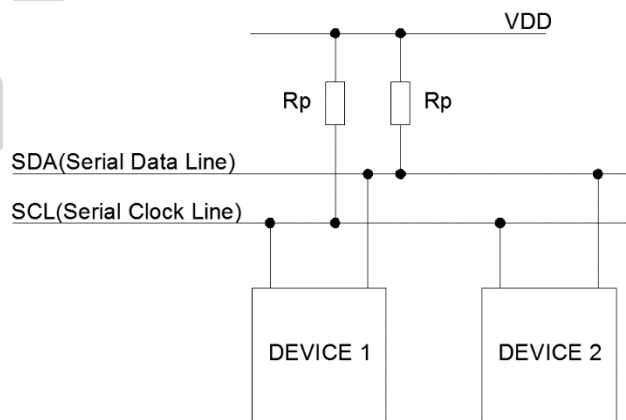 VDD
Rp
Rp
SDA(Serial Data Line)
SCL(Serial Clock Line)
DEVICE 1
DEVICE 2